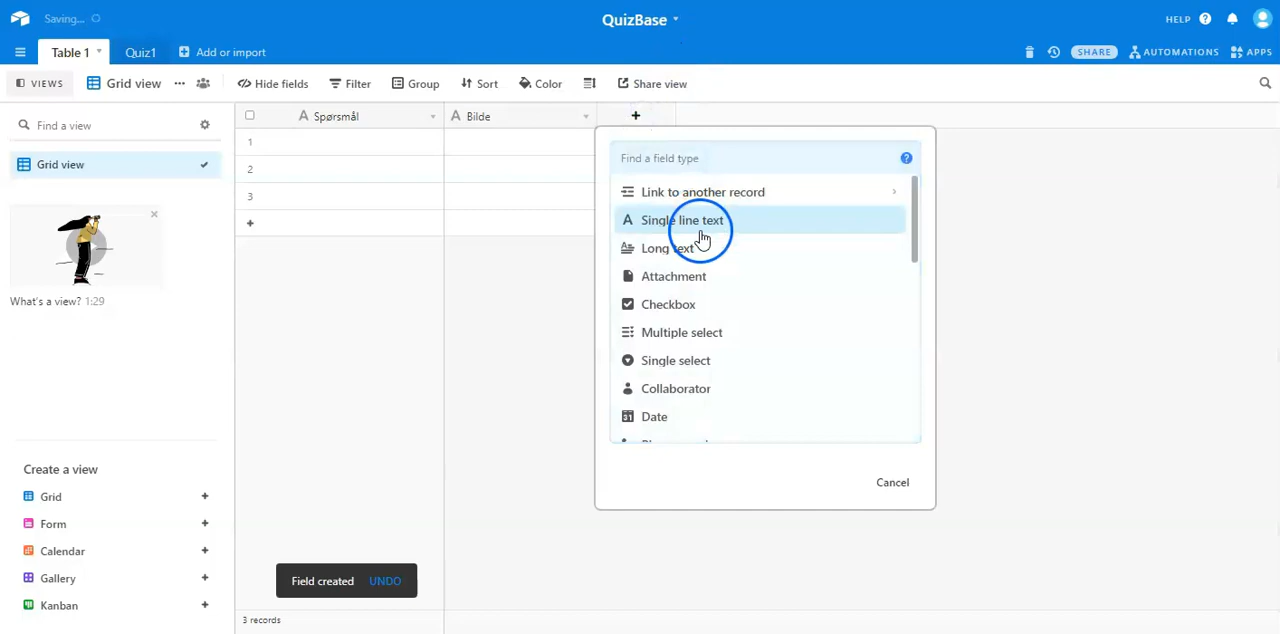 Saving...
QuizBase
HELP
Table 1
Quiz1
Add or import
SHARE
AUTOMATIONS
APPS
VIEWS
Grid view
Hide fields
Filter
Group
Sort
Color
Share view
Find a view
Grid view
What's a view? 1:29
Create a view
Grid
Form
Calendar
Gallery
Kanban
A Spørsmål
A Bilde
1
2
3
Find a field type
Link to another record
A Single line text
Long text
Attachment
Checkbox
Multiple select
Single select
Collaborator
31 Date
Cancel
Field created UNDO
3 records